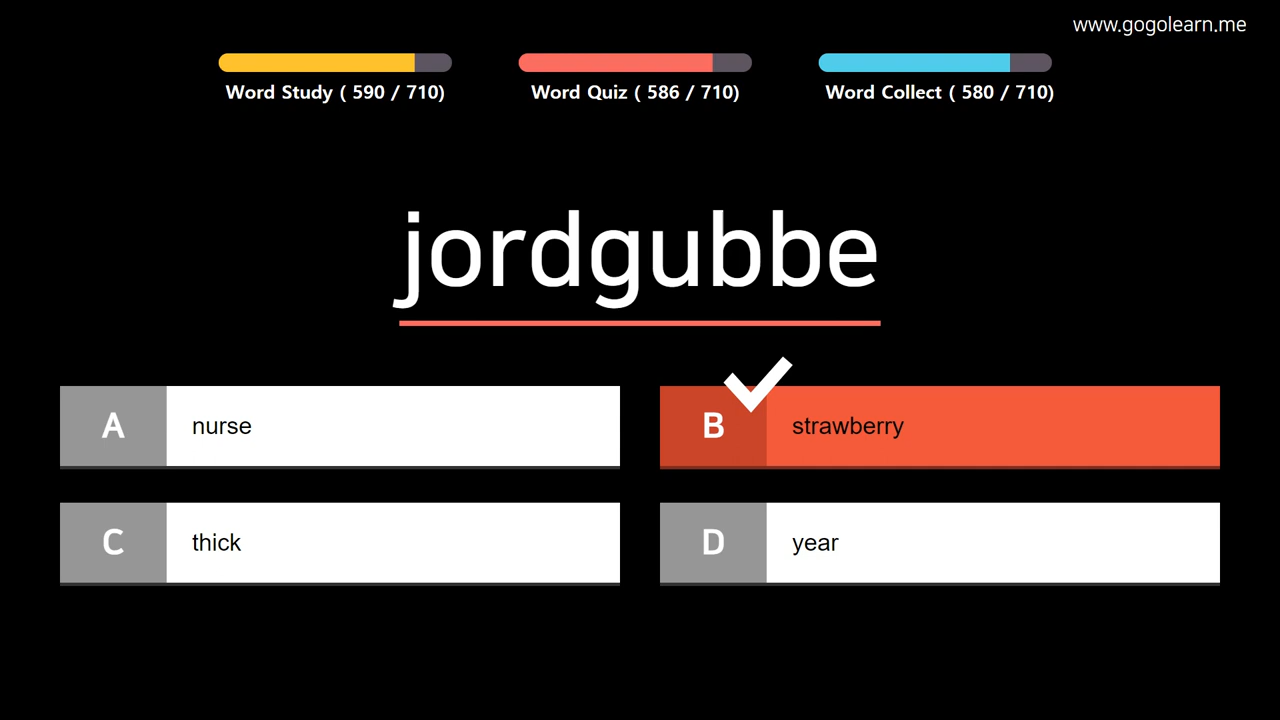 www.gogolearn.me
Word Study ( 590 / 710)
Word Quiz ( 586 / 710)
Word Collect ( 580 / 710)
jordgubbe
A nurse
B strawberry
C thick
D year